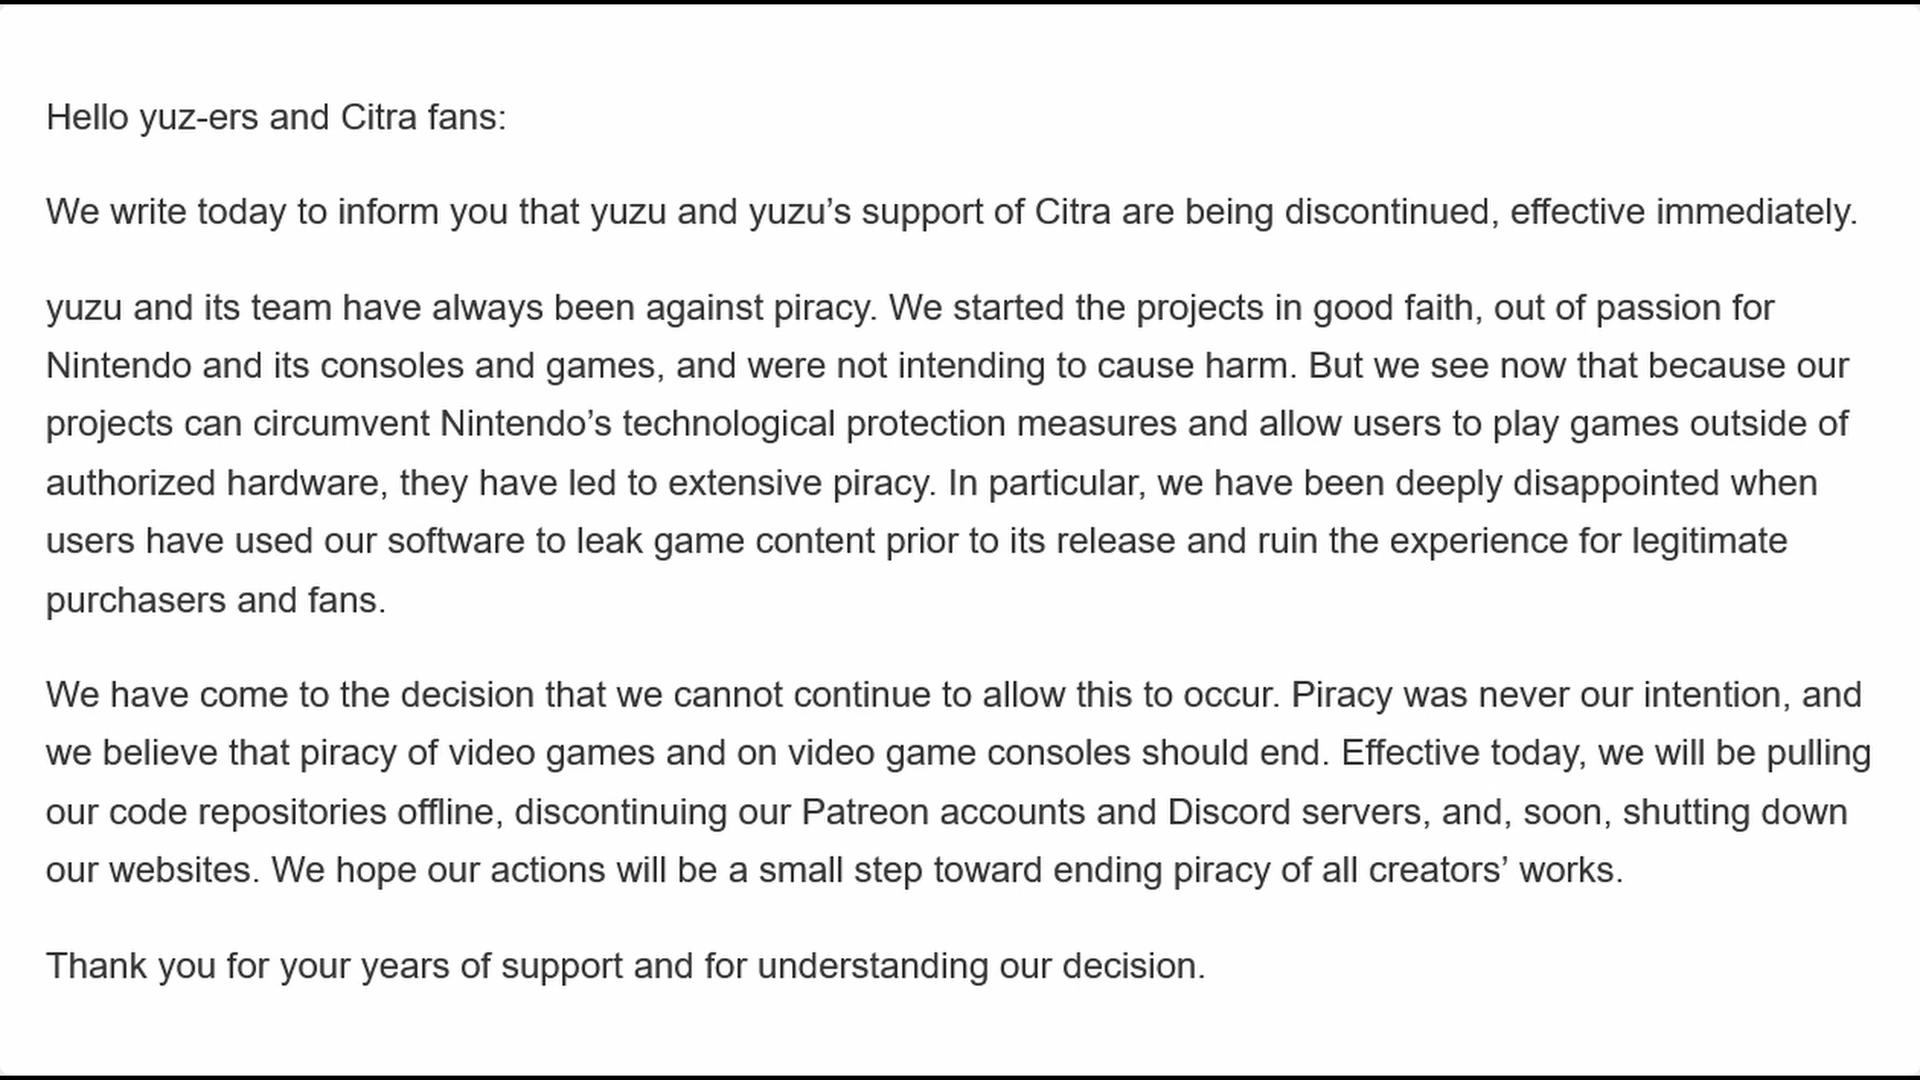 Hello yuz-ers and Citra fans:
We write today to inform you that yuzu and yuzu’s support of Citra are being discontinued, effective immediately.
yuzu and its team have always been against piracy. We started the projects in good faith, out of passion for
Nintendo and its consoles and games, and were not intending to cause harm. But we see now that because our
projects can circumvent Nintendo’s technological protection measures and allow users to play games outside of
authorized hardware, they have led to extensive piracy. In particular, we have been deeply disappointed when
users have used our software to leak game content prior to its release and ruin the experience for legitimate
purchasers and fans.
We have come to the decision that we cannot continue to allow this to occur. Piracy was never our intention, and
we believe that piracy of video games and on video game consoles should end. Effective today, we will be pulling
our code repositories offline, discontinuing our Patreon accounts and Discord servers, and, soon, shutting down
our websites. We hope our actions will be a small step toward ending piracy of all creators’ works.
Thank you for your years of support and for understanding our decision.